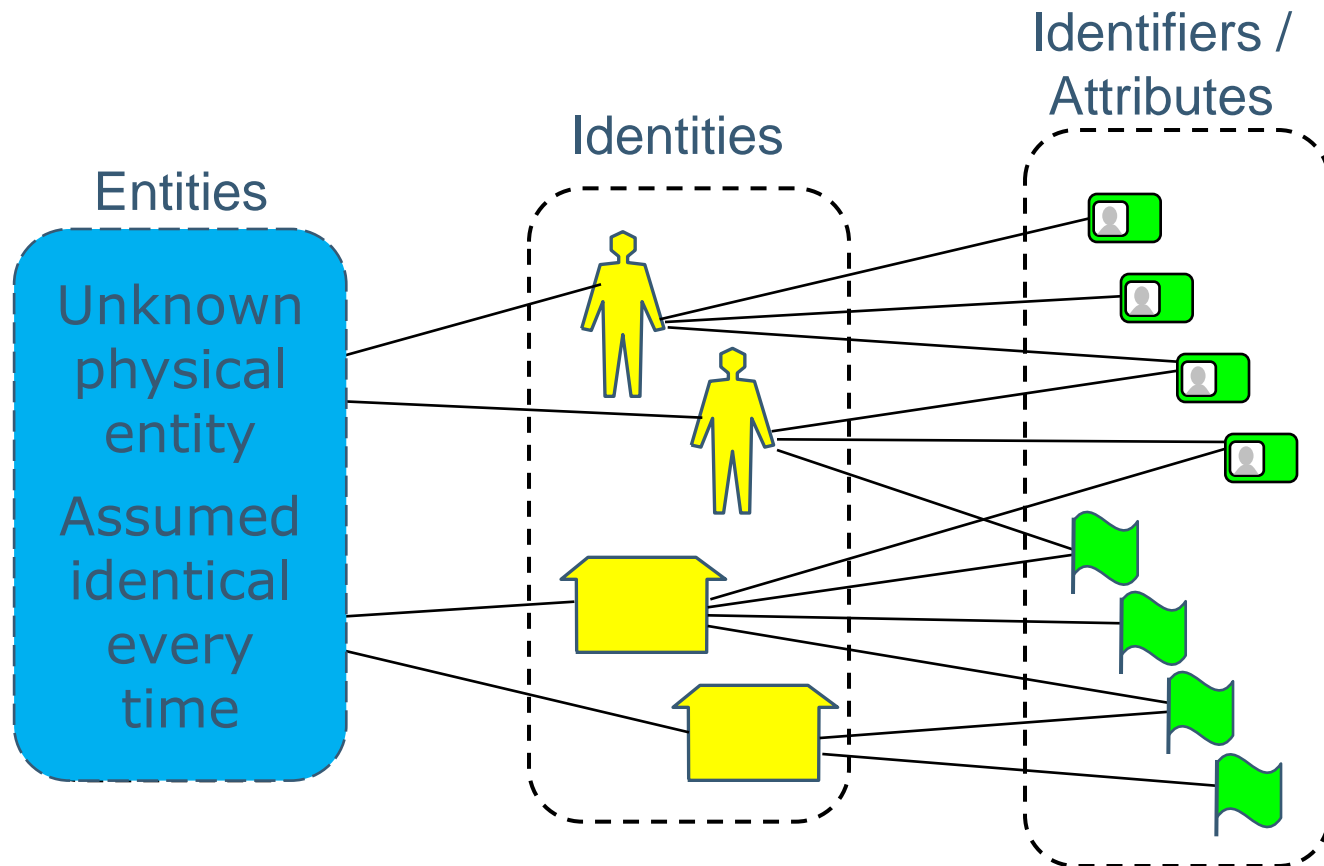 Entities
Unknown
physical
entity
Assumed
identical
every
time
Identities
Identifiers /
Attributes